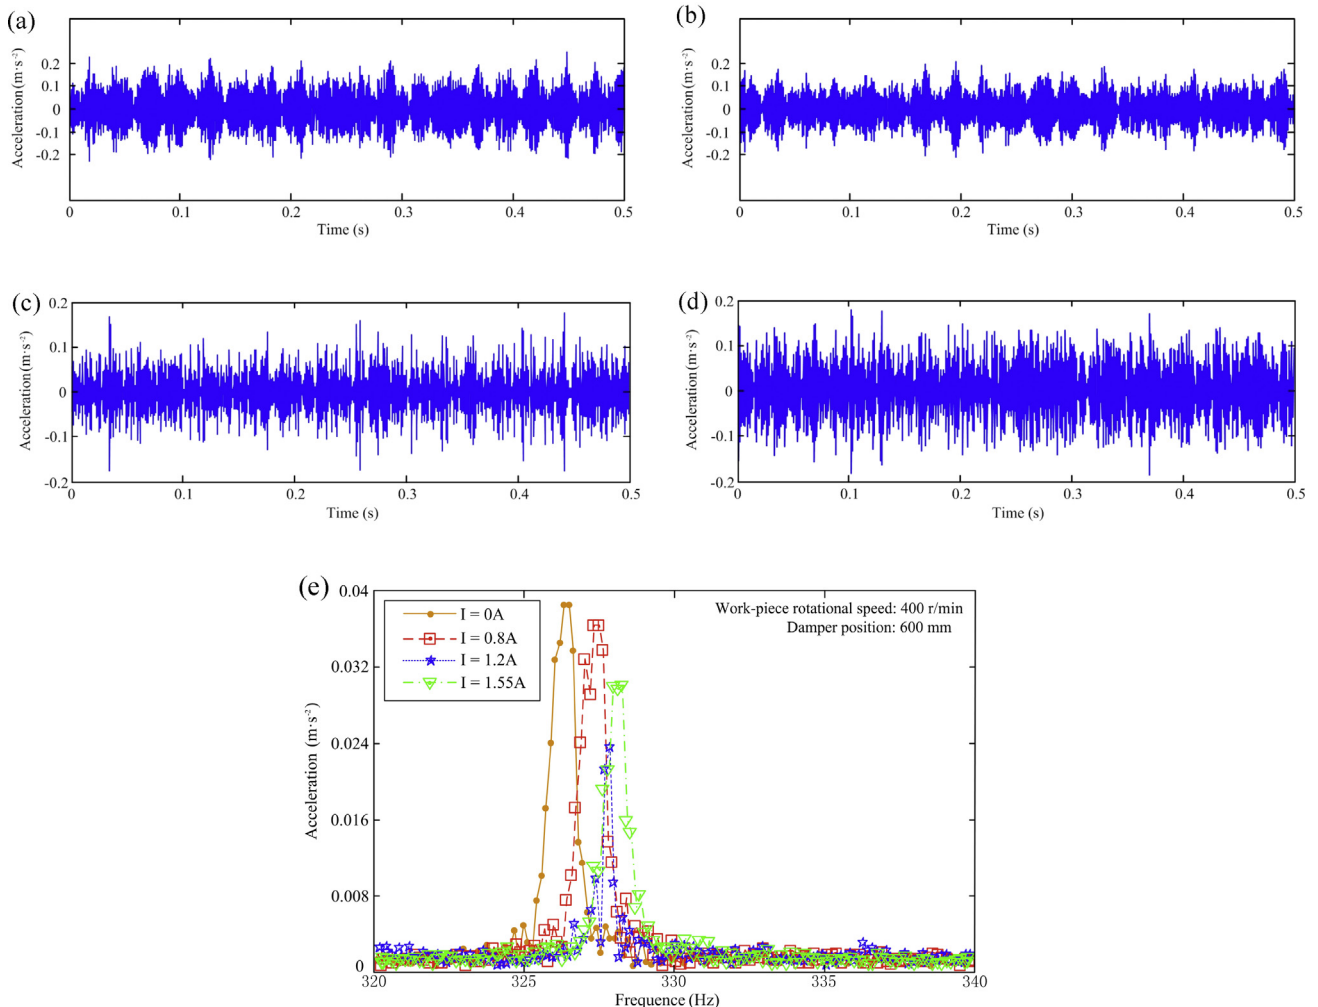 (a)
Acceleration(m·s⁻²)
0.2
0.1
0
-0.1
-0.2
0 0.1 0.2 0.3 0.4 0.5
Time (s)
(b)
Acceleration(m·s⁻²)
0.2
0.1
0
-0.1
-0.2
0 0.1 0.2 0.3 0.4 0.5
Time (s)
(c)
Acceleration(m·s⁻²)
0.2
0.1
0
-0.1
-0.2
0 0.1 0.2 0.3 0.4 0.5
Time (s)
(d)
Acceleration(m·s⁻²)
0.2
0.1
0
-0.1
-0.2
0 0.1 0.2 0.3 0.4 0.5
Time (s)
(e)
Acceleration (m·s⁻²)
0.04
0.032
0.024
0.016
0.008
0
I = 0A
I = 0.8A
I = 1.2A
I = 1.55A
Work-piece rotational speed: 400 r/min
Damper position: 600 mm
320 325 330 335 340
Frequence (Hz)